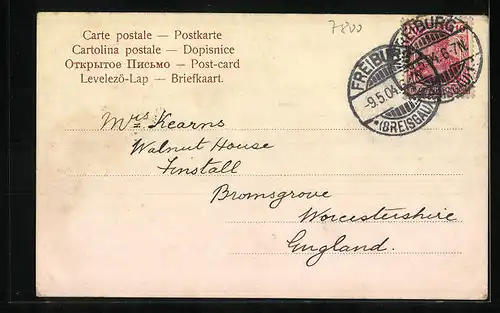 7800
Carte postale — Postkarte
Cartolina postale — Dopisnice
Открытое Письмо — Post-card
Levelező-Lap — Briefkaart.
FREIBURG
-9.5.04.
*(BREISGAU)*
Mrs Kearns
Walnut House
Finstall
Bromsgrove
Worcestershire
England.